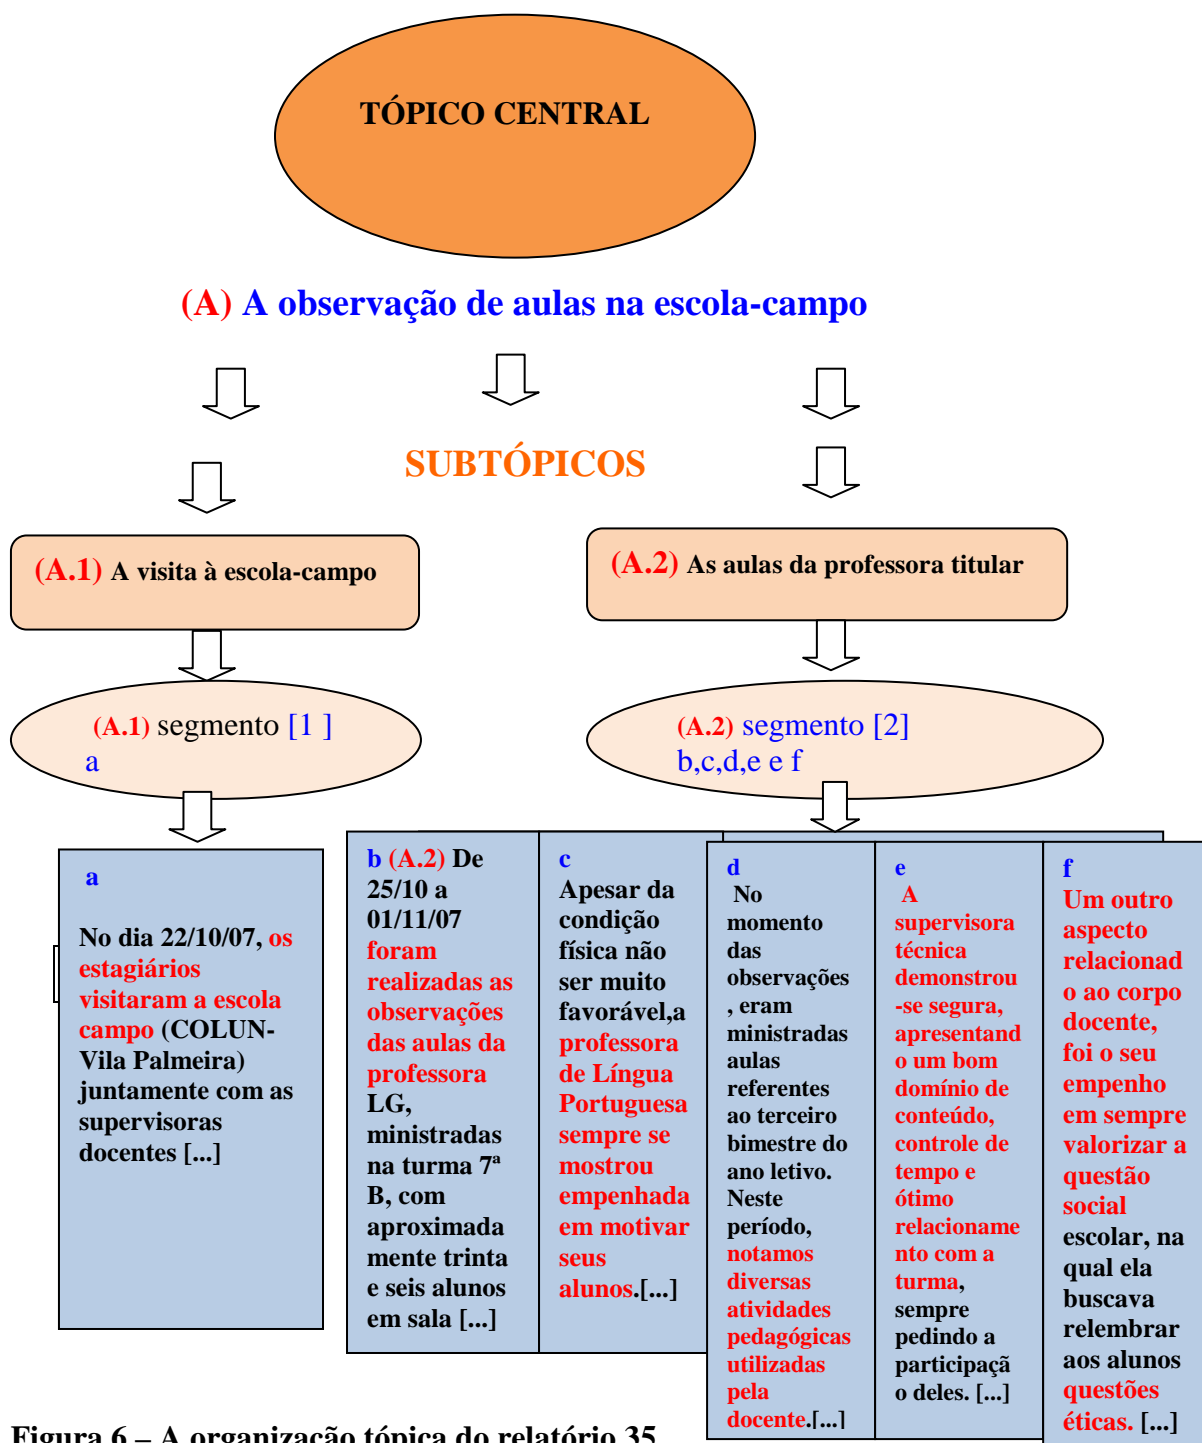 TÓPICO CENTRAL
(A) A observação de aulas na escola-campo
SUBTÓPICOS
(A.1) A visita à escola-campo
(A.2) As aulas da professora titular
(A.1) segmento [1 ]
a
(A.2) segmento [2]
b,c,d,e e f
a
No dia 22/10/07, os
estagiários
visitaram a escola
campo (COLUN-
Vila Palmeira)
juntamente com as
supervisoras
docentes [...]
b (A.2) De
25/10 a
01/11/07
foram
realizadas as
observações
das aulas da
professora
LG,
ministradas
na turma 7ª
B, com
aproximada
mente trinta
e seis alunos
em sala [...]
c
Apesar da
condição
física não
ser muito
favorável,a
professora
de Língua
Portuguesa
sempre se
mostrou
empenhada
em motivar
seus
alunos.[...]
d
No
momento
das
observações
, eram
ministradas
aulas
referentes
ao terceiro
bimestre do
ano letivo.
Neste
período,
notamos
diversas
atividades
pedagógicas
utilizadas
pela
docente.[...]
e
A
supervisora
técnica
demonstrou
-se segura,
apresentand
o um bom
domínio de
conteúdo,
controle de
tempo e
ótimo
relacioname
nto com a
turma,
sempre
pedindo a
participaçã
o deles. [...]
f
Um outro
aspecto
relacionad
o ao corpo
docente,
foi o seu
empenho
em sempre
valorizar a
questão
social
escolar, na
qual ela
buscava
relembrar
aos alunos
questões
éticas. [...]
Figura 6 – A organização tópica do relatório 35